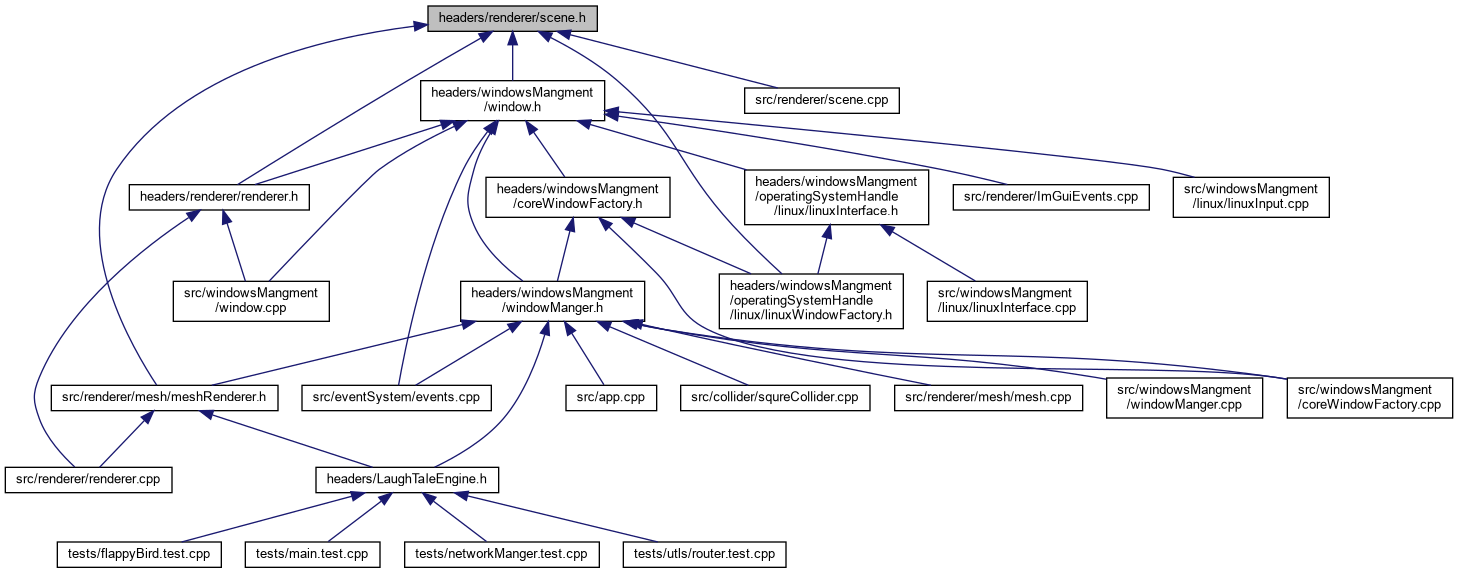 headers/renderer/scene.h
headers/windowsMangment
/window.h
src/renderer/scene.cpp
headers/renderer/renderer.h
headers/windowsMangment
/coreWindowFactory.h
headers/windowsMangment
/operatingSystemHandle
/linux/linuxInterface.h
src/renderer/ImGuiEvents.cpp
src/windowsMangment
/linux/linuxInput.cpp
src/windowsMangment
/window.cpp
headers/windowsMangment
/windowManger.h
headers/windowsMangment
/operatingSystemHandle
/linux/linuxWindowFactory.h
src/windowsMangment
/linux/linuxInterface.cpp
src/renderer/mesh/meshRenderer.h
src/eventSystem/events.cpp
src/app.cpp
src/collider/squreCollider.cpp
src/renderer/mesh/mesh.cpp
src/windowsMangment
/windowManger.cpp
src/windowsMangment
/coreWindowFactory.cpp
src/renderer/renderer.cpp
headers/LaughTaleEngine.h
tests/flappyBird.test.cpp
tests/main.test.cpp
tests/networkManger.test.cpp
tests/utls/router.test.cpp